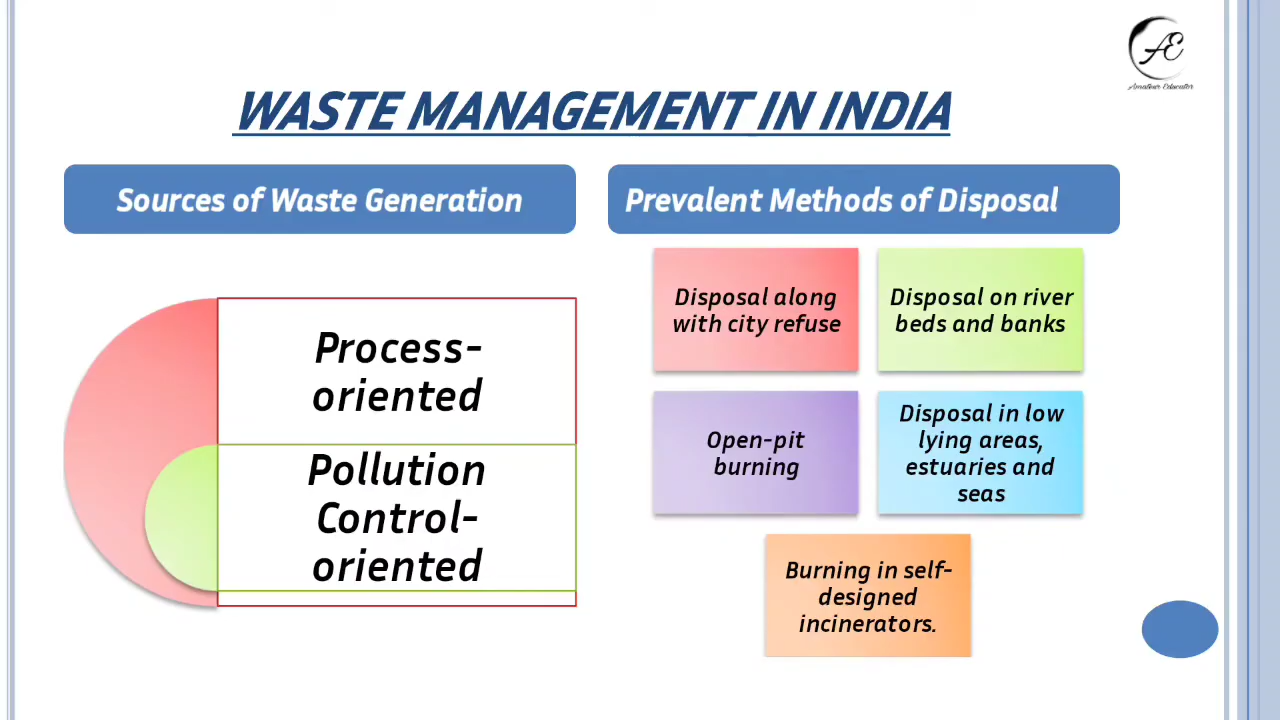 Amateur Educator
WASTE MANAGEMENT IN INDIA
Sources of Waste Generation
Process-
oriented
Pollution
Control-
oriented
Prevalent Methods of Disposal
Disposal along
with city refuse
Disposal on river
beds and banks
Open-pit
burning
Disposal in low
lying areas,
estuaries and
seas
Burning in self-
designed
incinerators.